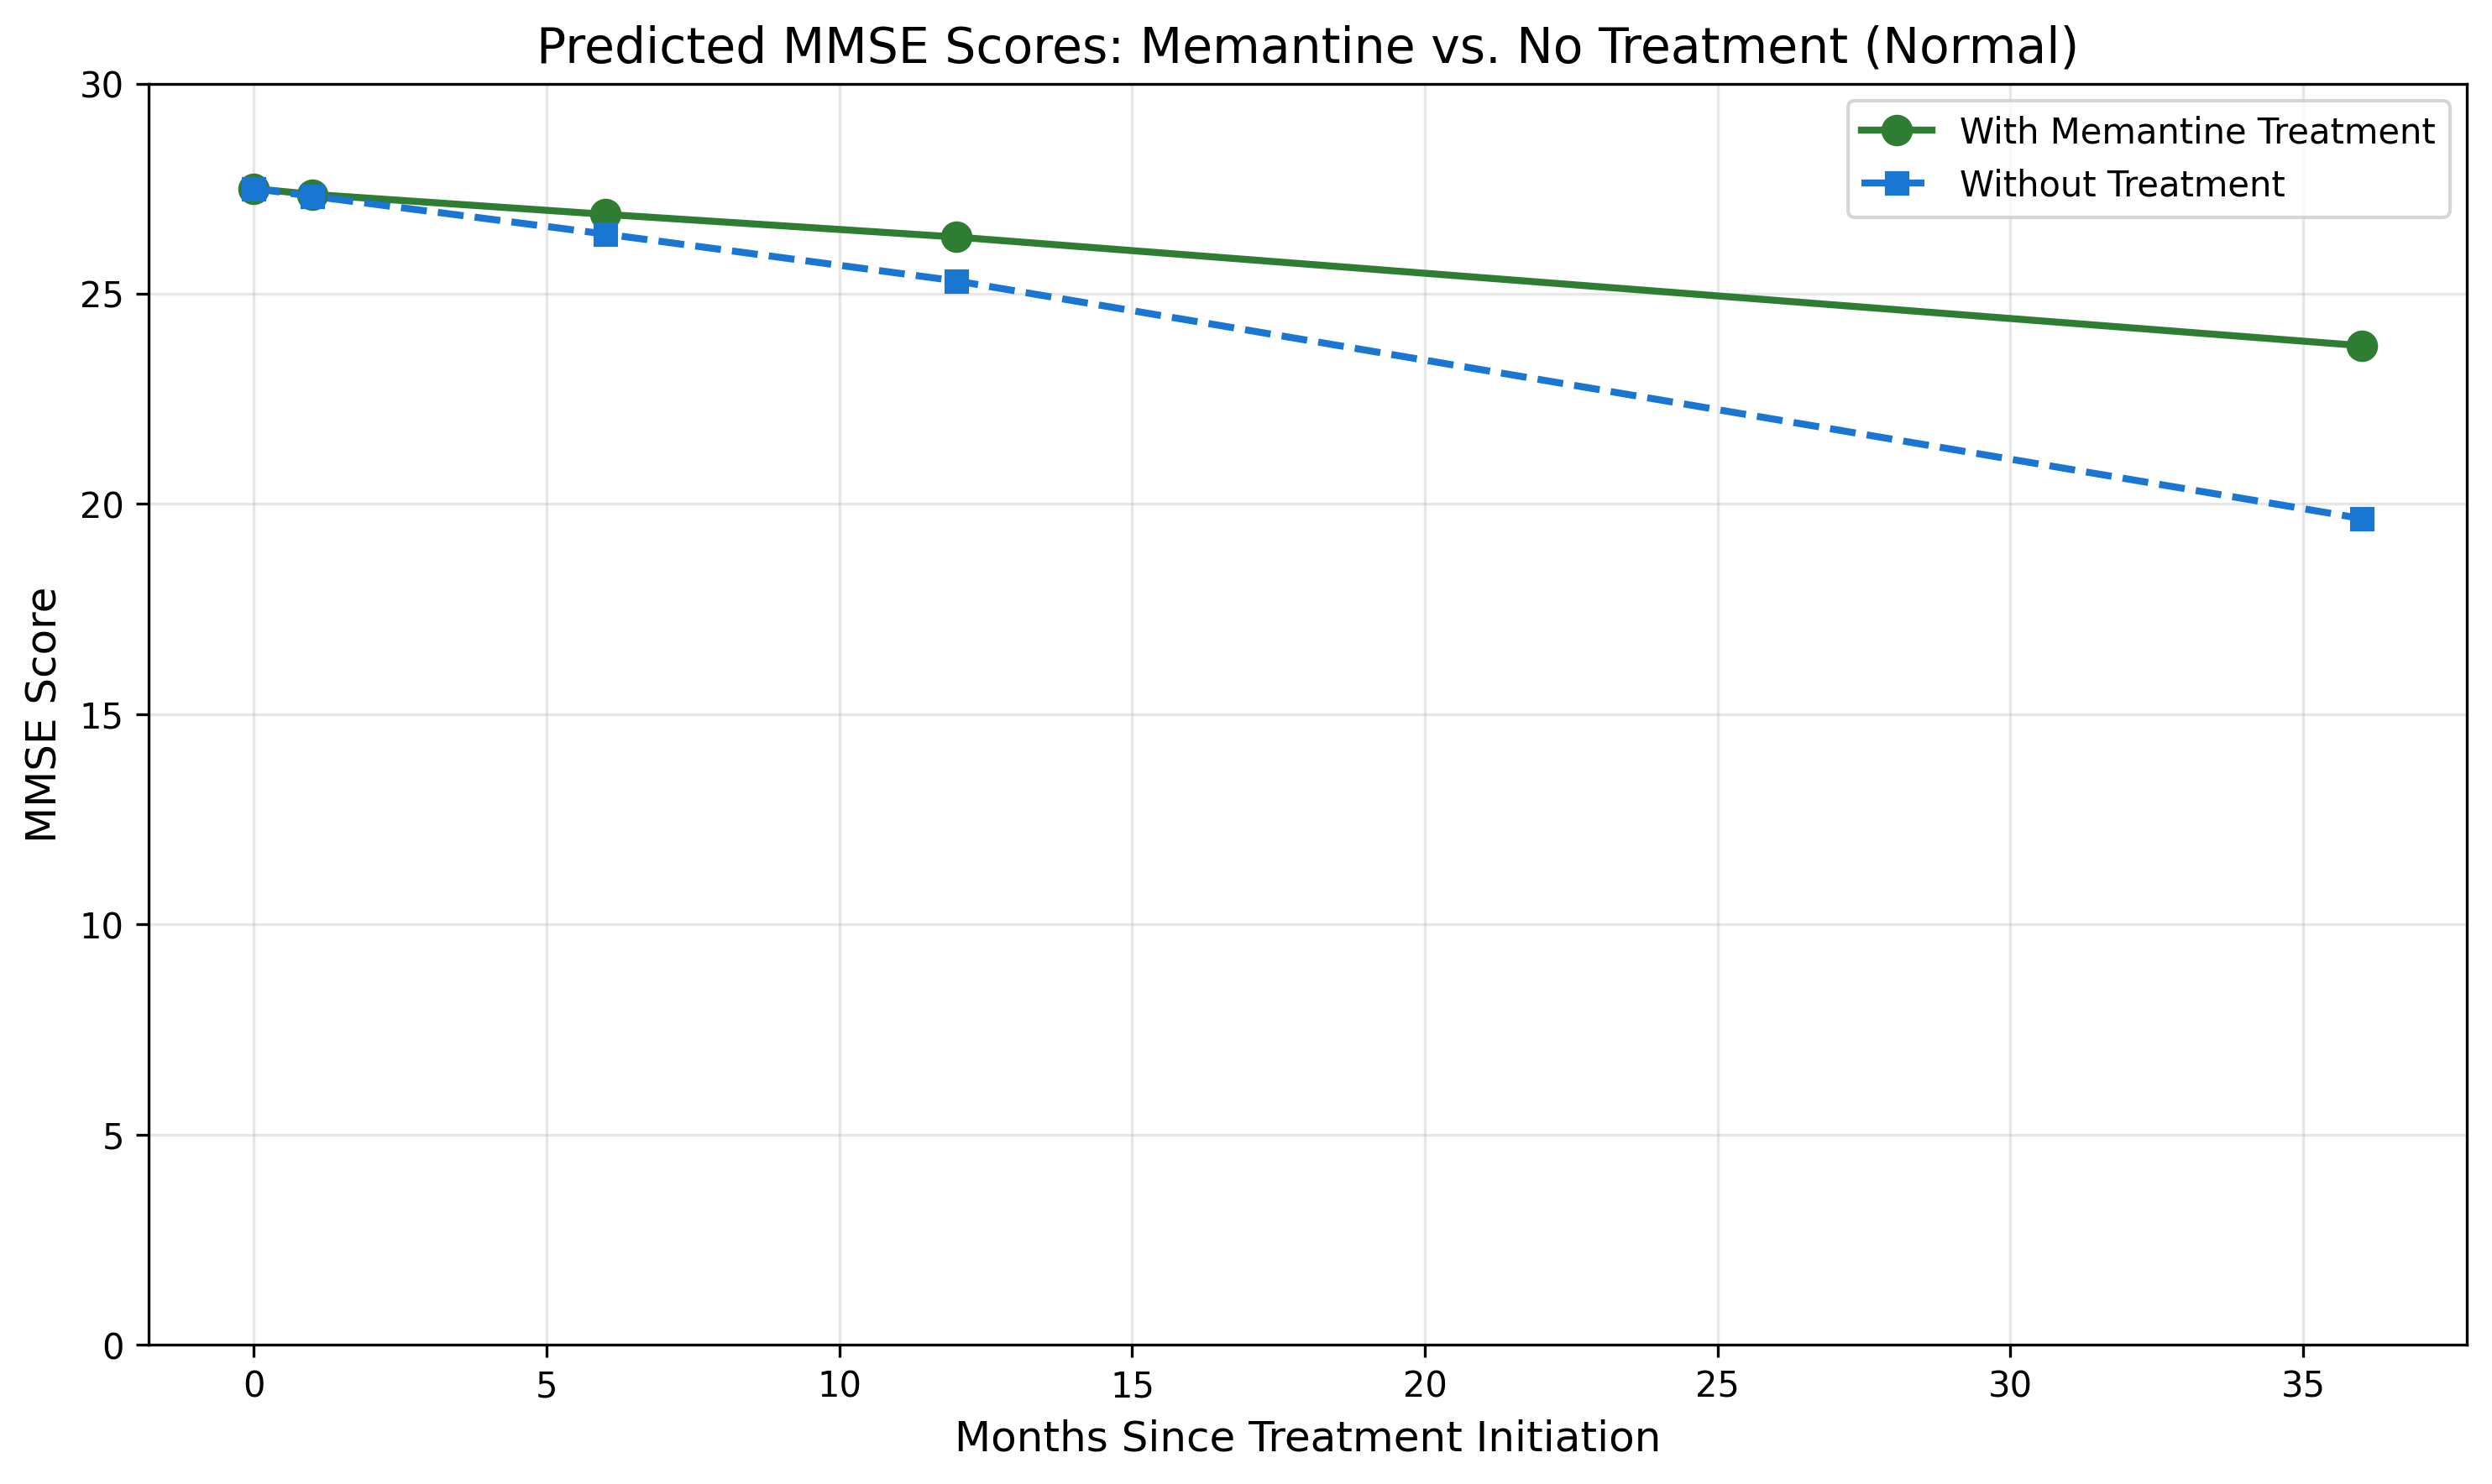 Predicted MMSE Scores: Memantine vs. No Treatment (Normal)
With Memantine Treatment
Without Treatment
MMSE Score
30
25
20
15
10
5
0
0 5 10 15 20 25 30 35
Months Since Treatment Initiation